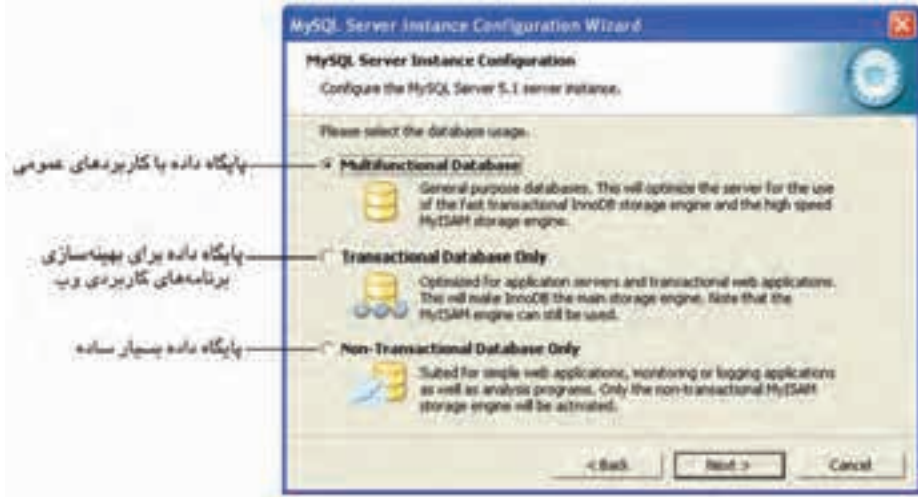 MySQL Server Instance Configuration Wizard
MySQL Server Instance Configuration
Configure the MySQL Server 5.1 server instance.
Please select the database usage.
پایگاه داده با کاربردهای عمومی
Multifunctional Database
General purpose databases. This will optimize the server for the use
of the fast transactional InnoDB storage engine and the high speed
MyISAM storage engine.
پایگاه داده برای بهینه‌سازی
برنامه‌های کاربردی وب
Transactional Database Only
Optimized for application servers and transactional web applications.
This will make InnoDB the main storage engine. Note that the
MyISAM engine can still be used.
پایگاه داده بسیار ساده
Non-Transactional Database Only
Suited for simple web applications, monitoring or logging applications
as well as analysis programs. Only the non-transactional MyISAM
storage engine will be activated.
< Back
Next >
Cancel